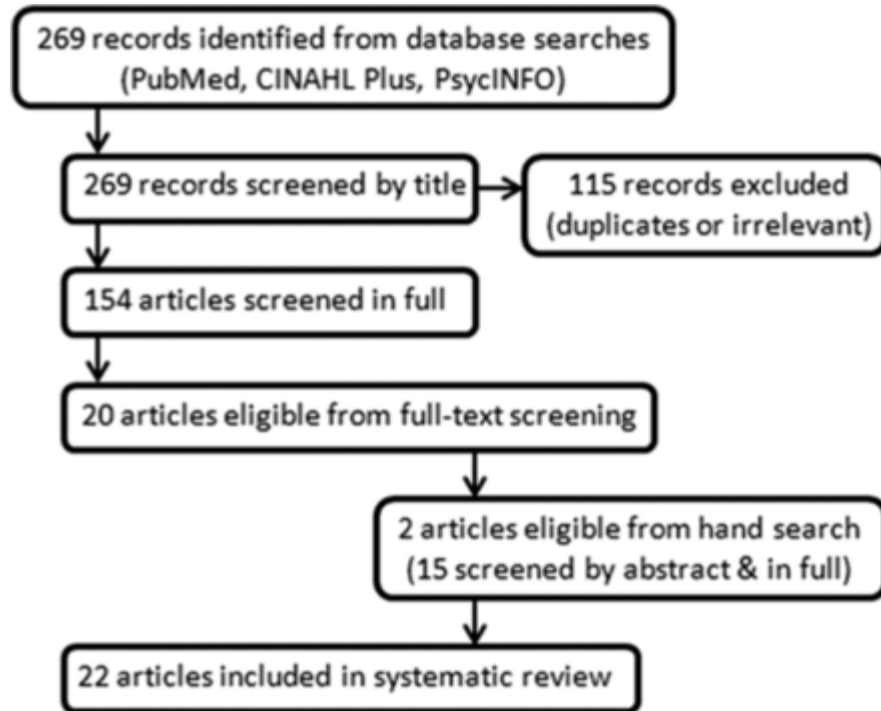 269 records identified from database searches
(PubMed, CINAHL Plus, PsycINFO)
269 records screened by title
115 records excluded
(duplicates or irrelevant)
154 articles screened in full
20 articles eligible from full-text screening
2 articles eligible from hand search
(15 screened by abstract & in full)
22 articles included in systematic review